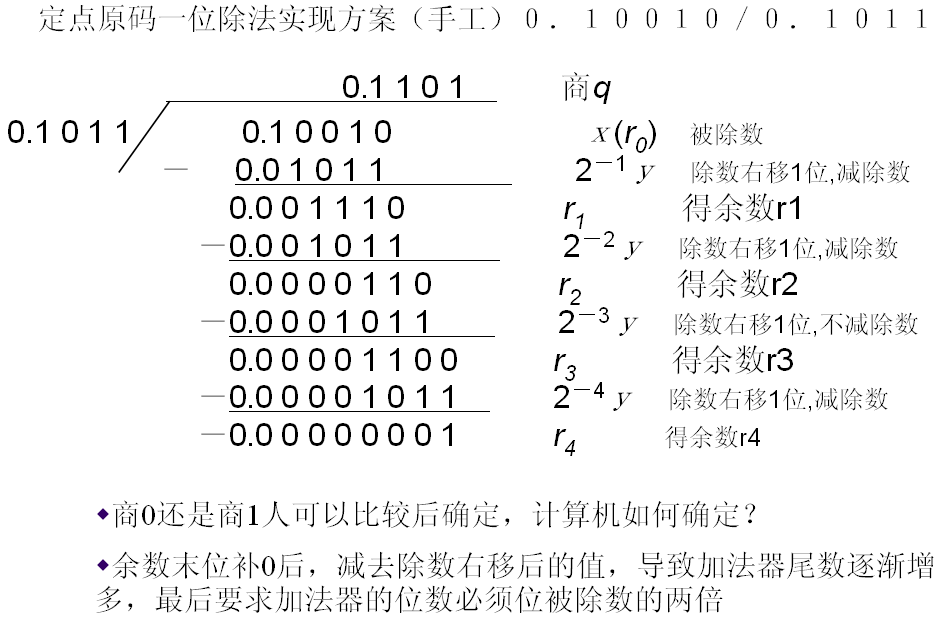 定点原码一位除法实现方案（手工）0．10010/0．1011
0.1101 商q
0.1011 0.10010 x(r0) 被除数
－ 0.01011 2－1 y 除数右移1位,减除数
0.001110 r1 得余数r1
－0.001011 2－2 y 除数右移1位,减除数
0.0000110 r2 得余数r2
－0.0001011 2－3 y 除数右移1位,不减除数
0.00001100 r3 得余数r3
－0.00001011 2－4 y 除数右移1位,减除数
－0.00000001 r4 得余数r4
◆商0还是商1人可以比较后确定，计算机如何确定？
◆余数末位补0后，减去除数右移后的值，导致加法器尾数逐渐增
多，最后要求加法器的位数必须位被除数的两倍